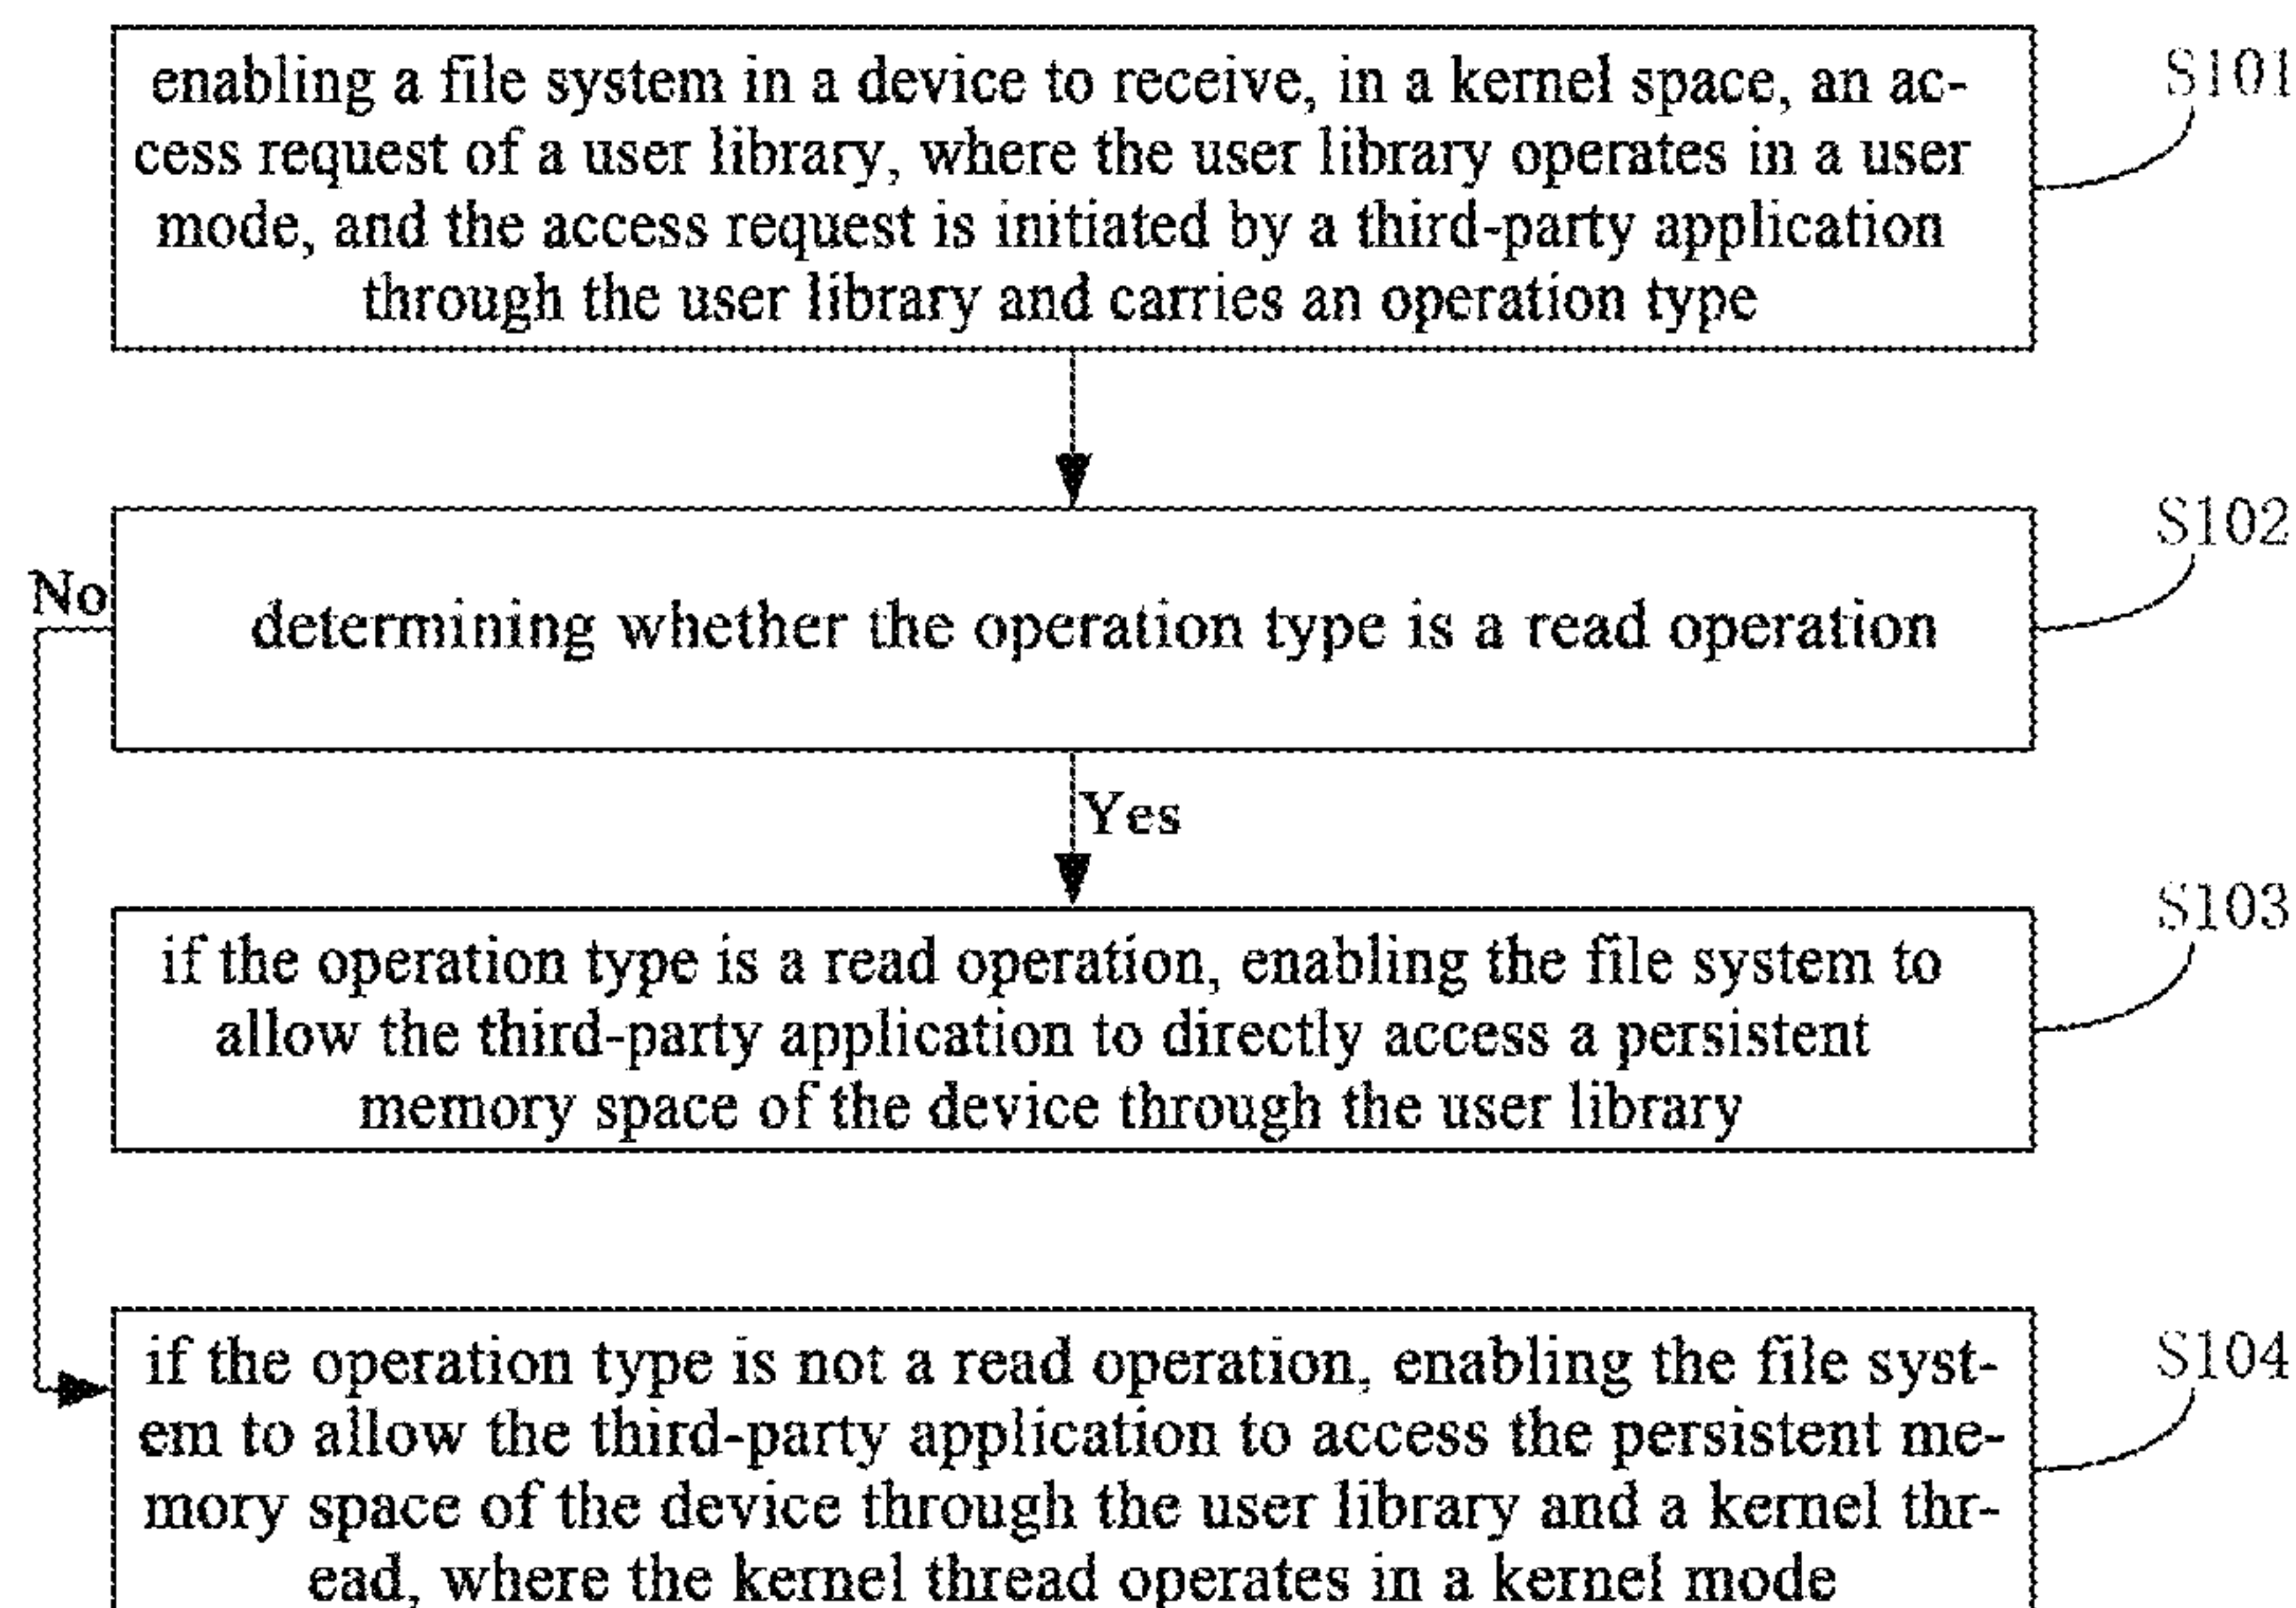 enabling a file system in a device to receive, in a kernel space, an ac-
cess request of a user library, where the user library operates in a user
mode, and the access request is initiated by a third-party application
through the user library and carries an operation type
S101
determining whether the operation type is a read operation
S102
No
Yes
if the operation type is a read operation, enabling the file system to
allow the third-party application to directly access a persistent
memory space of the device through the user library
S103
if the operation type is not a read operation, enabling the file syst-
em to allow the third-party application to access the persistent me-
mory space of the device through the user library and a kernel thr-
ead, where the kernel thread operates in a kernel mode
S104